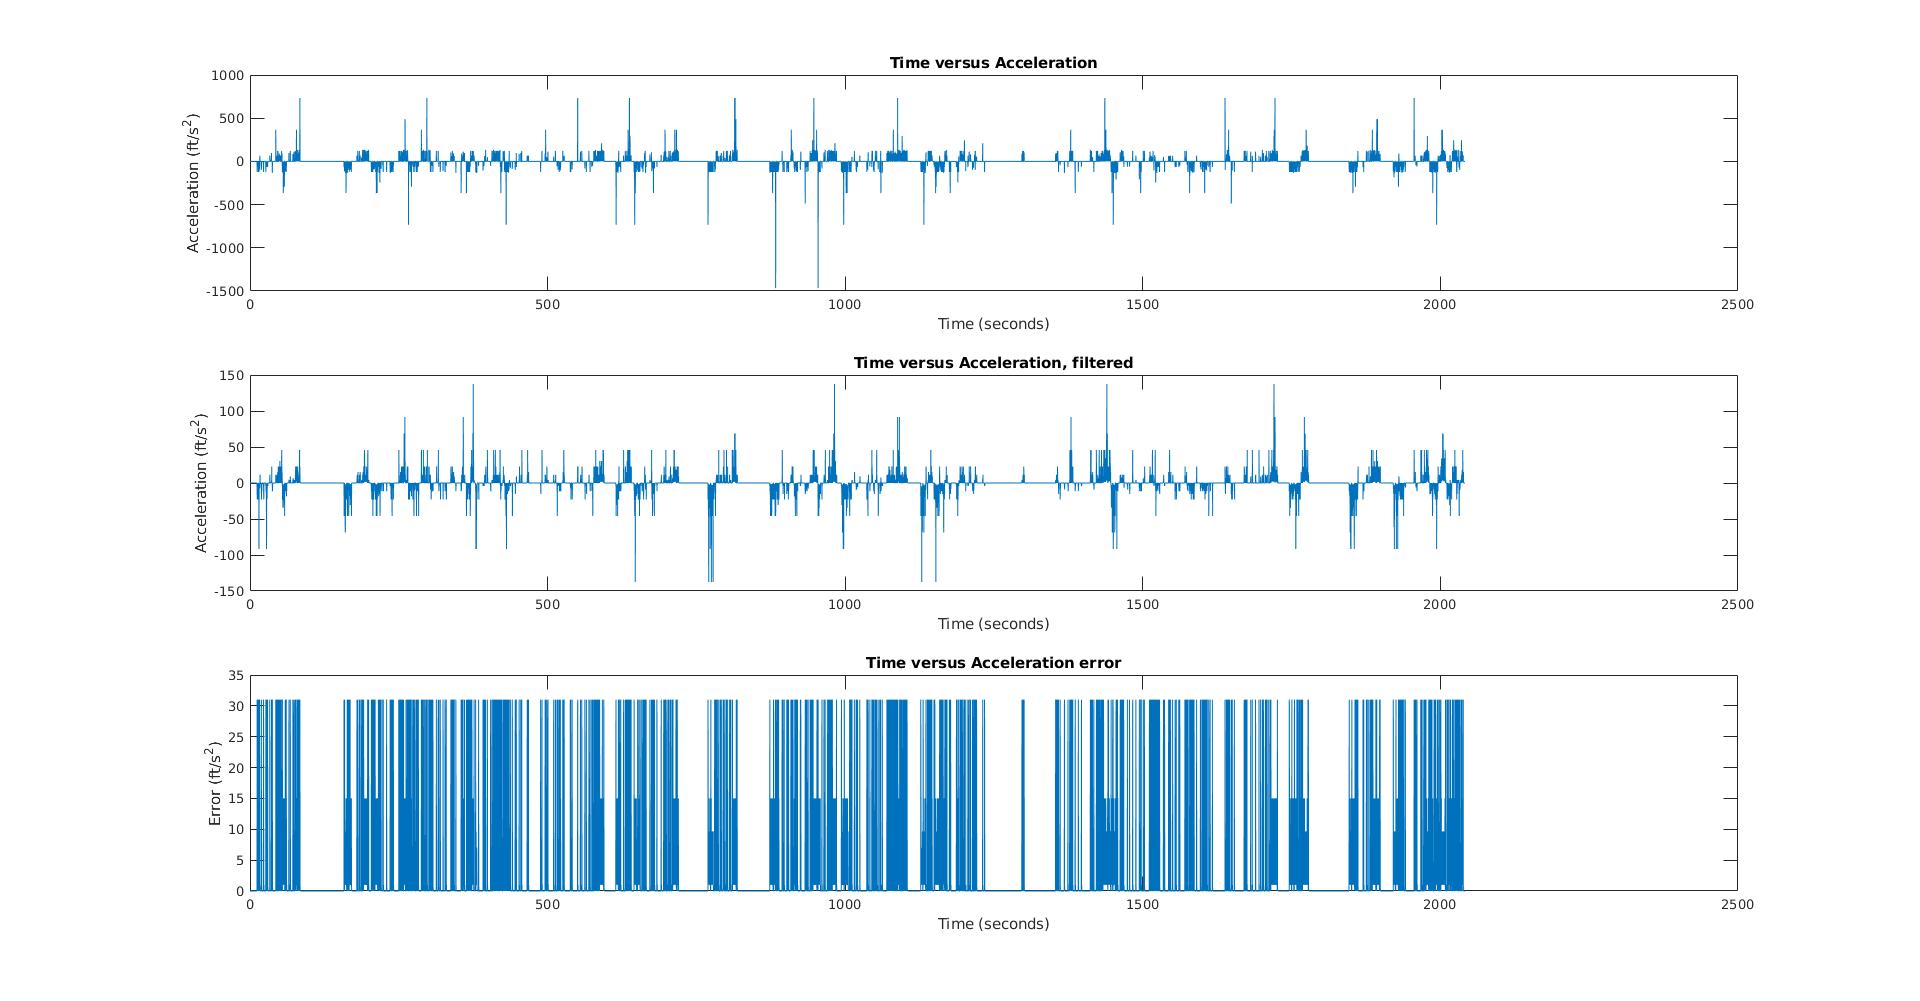 Time versus Acceleration
1000
500
0
-500
-1000
-1500
Acceleration (ft/s2)
0 500 1000 1500 2000 2500
Time (seconds)
Time versus Acceleration, filtered
150
100
50
0
-50
-100
-150
Acceleration (ft/s2)
0 500 1000 1500 2000 2500
Time (seconds)
Time versus Acceleration error
35
30
25
20
15
10
5
0
Error (ft/s2)
0 500 1000 1500 2000 2500
Time (seconds)